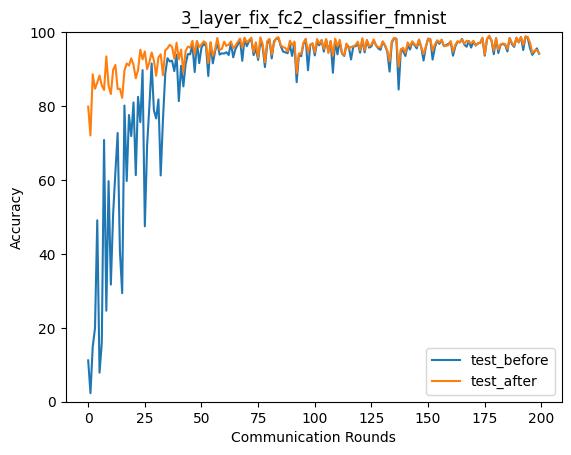 3_layer_fix_fc2_classifier_fmnist
100
80
60
40
20
0
Accuracy
0 25 50 75 100 125 150 175 200
Communication Rounds
test_before
test_after